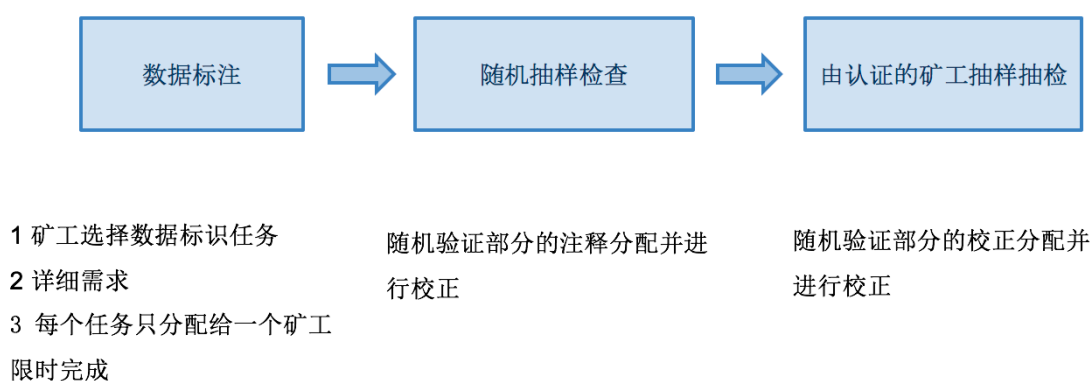 数据标注
随机抽样检查
由认证的矿工抽样抽检
1 矿工选择数据标识任务
2 详细需求
3 每个任务只分配给一个矿工
限时完成
随机验证部分的注释分配并进
行校正
随机验证部分的校正分配并
进行校正